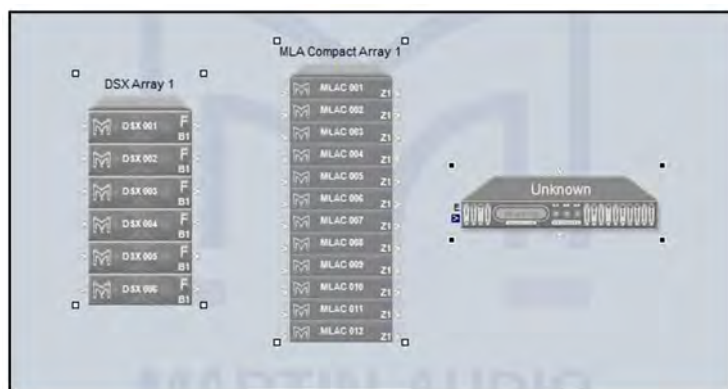 DSX Array 1
DSX 001 F
B1
DSX 002 F
B1
DSX 003 F
B1
DSX 004 F
B1
DSX 005 F
B1
DSX 006 F
B1
MLA Compact Array 1
MLAC 001 Z1
MLAC 002 Z1
MLAC 003 Z1
MLAC 004 Z1
MLAC 005 Z1
MLAC 006 Z1
MLAC 007 Z1
MLAC 008 Z1
MLAC 009 Z1
MLAC 010 Z1
MLAC 011 Z1
MLAC 012 Z1
Unknown
E
V
MARTIN AUDIO